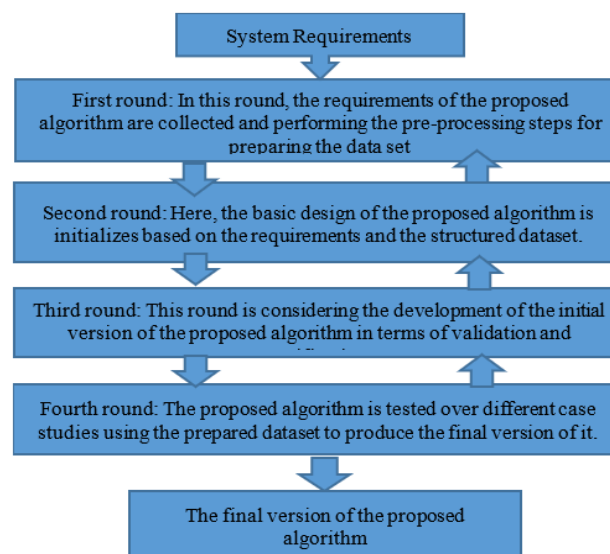 System Requirements
First round: In this round, the requirements of the proposed
algorithm are collected and performing the pre-processing steps for
preparing the data set
Second round: Here, the basic design of the proposed algorithm is
initializes based on the requirements and the structured dataset.
Third round: This round is considering the development of the initial
version of the proposed algorithm in terms of validation and
Fourth round: The proposed algorithm is tested over different case
studies using the prepared dataset to produce the final version of it.
The final version of the proposed
algorithm